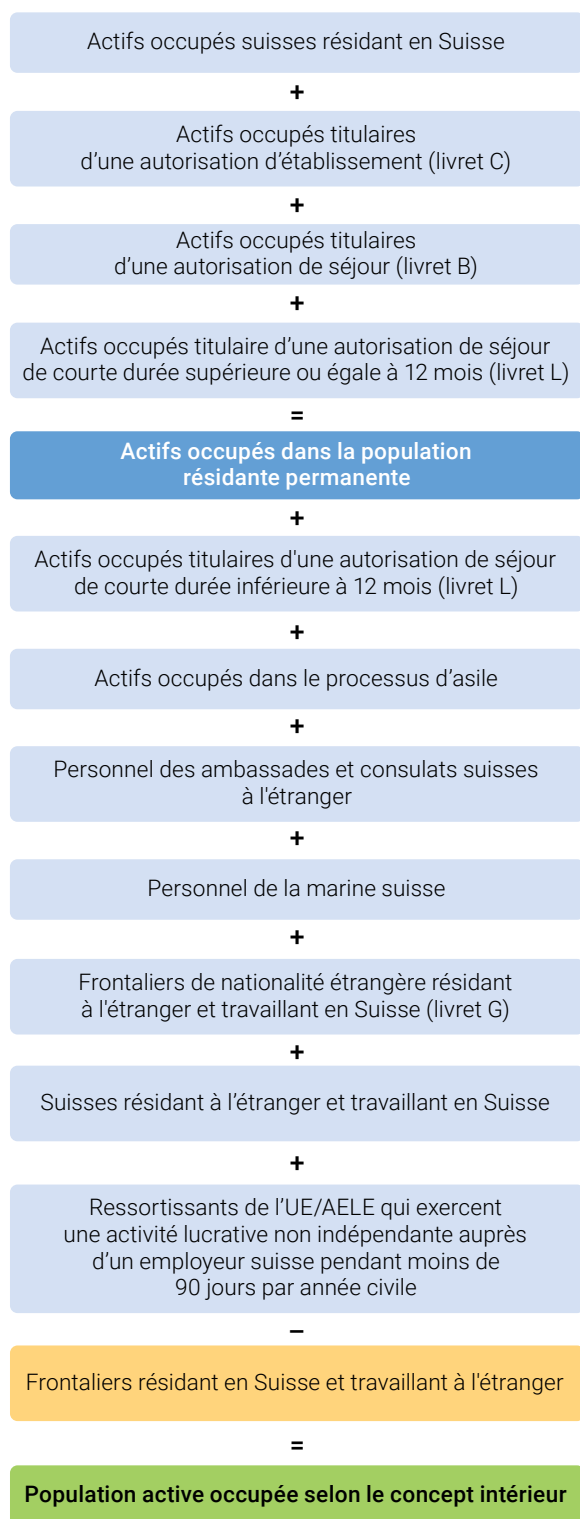 Actifs occupés suisses résidant en Suisse
+
Actifs occupés titulaires
d’une autorisation d’établissement (livret C)
+
Actifs occupés titulaires
d’une autorisation de séjour (livret B)
+
Actifs occupés titulaire d’une autorisation de séjour
de courte durée supérieure ou égale à 12 mois (livret L)
=
Actifs occupés dans la population
résidante permanente
+
Actifs occupés titulaires d'une autorisation de séjour
de courte durée inférieure à 12 mois (livret L)
+
Actifs occupés dans le processus d’asile
+
Personnel des ambassades et consulats suisses
à l'étranger
+
Personnel de la marine suisse
+
Frontaliers de nationalité étrangère résidant
à l'étranger et travaillant en Suisse (livret G)
+
Suisses résidant à l’étranger et travaillant en Suisse
+
Ressortissants de l’UE/AELE qui exercent
une activité lucrative non indépendante auprès
d’un employeur suisse pendant moins de
90 jours par année civile
–
Frontaliers résidant en Suisse et travaillant à l'étranger
=
Population active occupée selon le concept intérieur